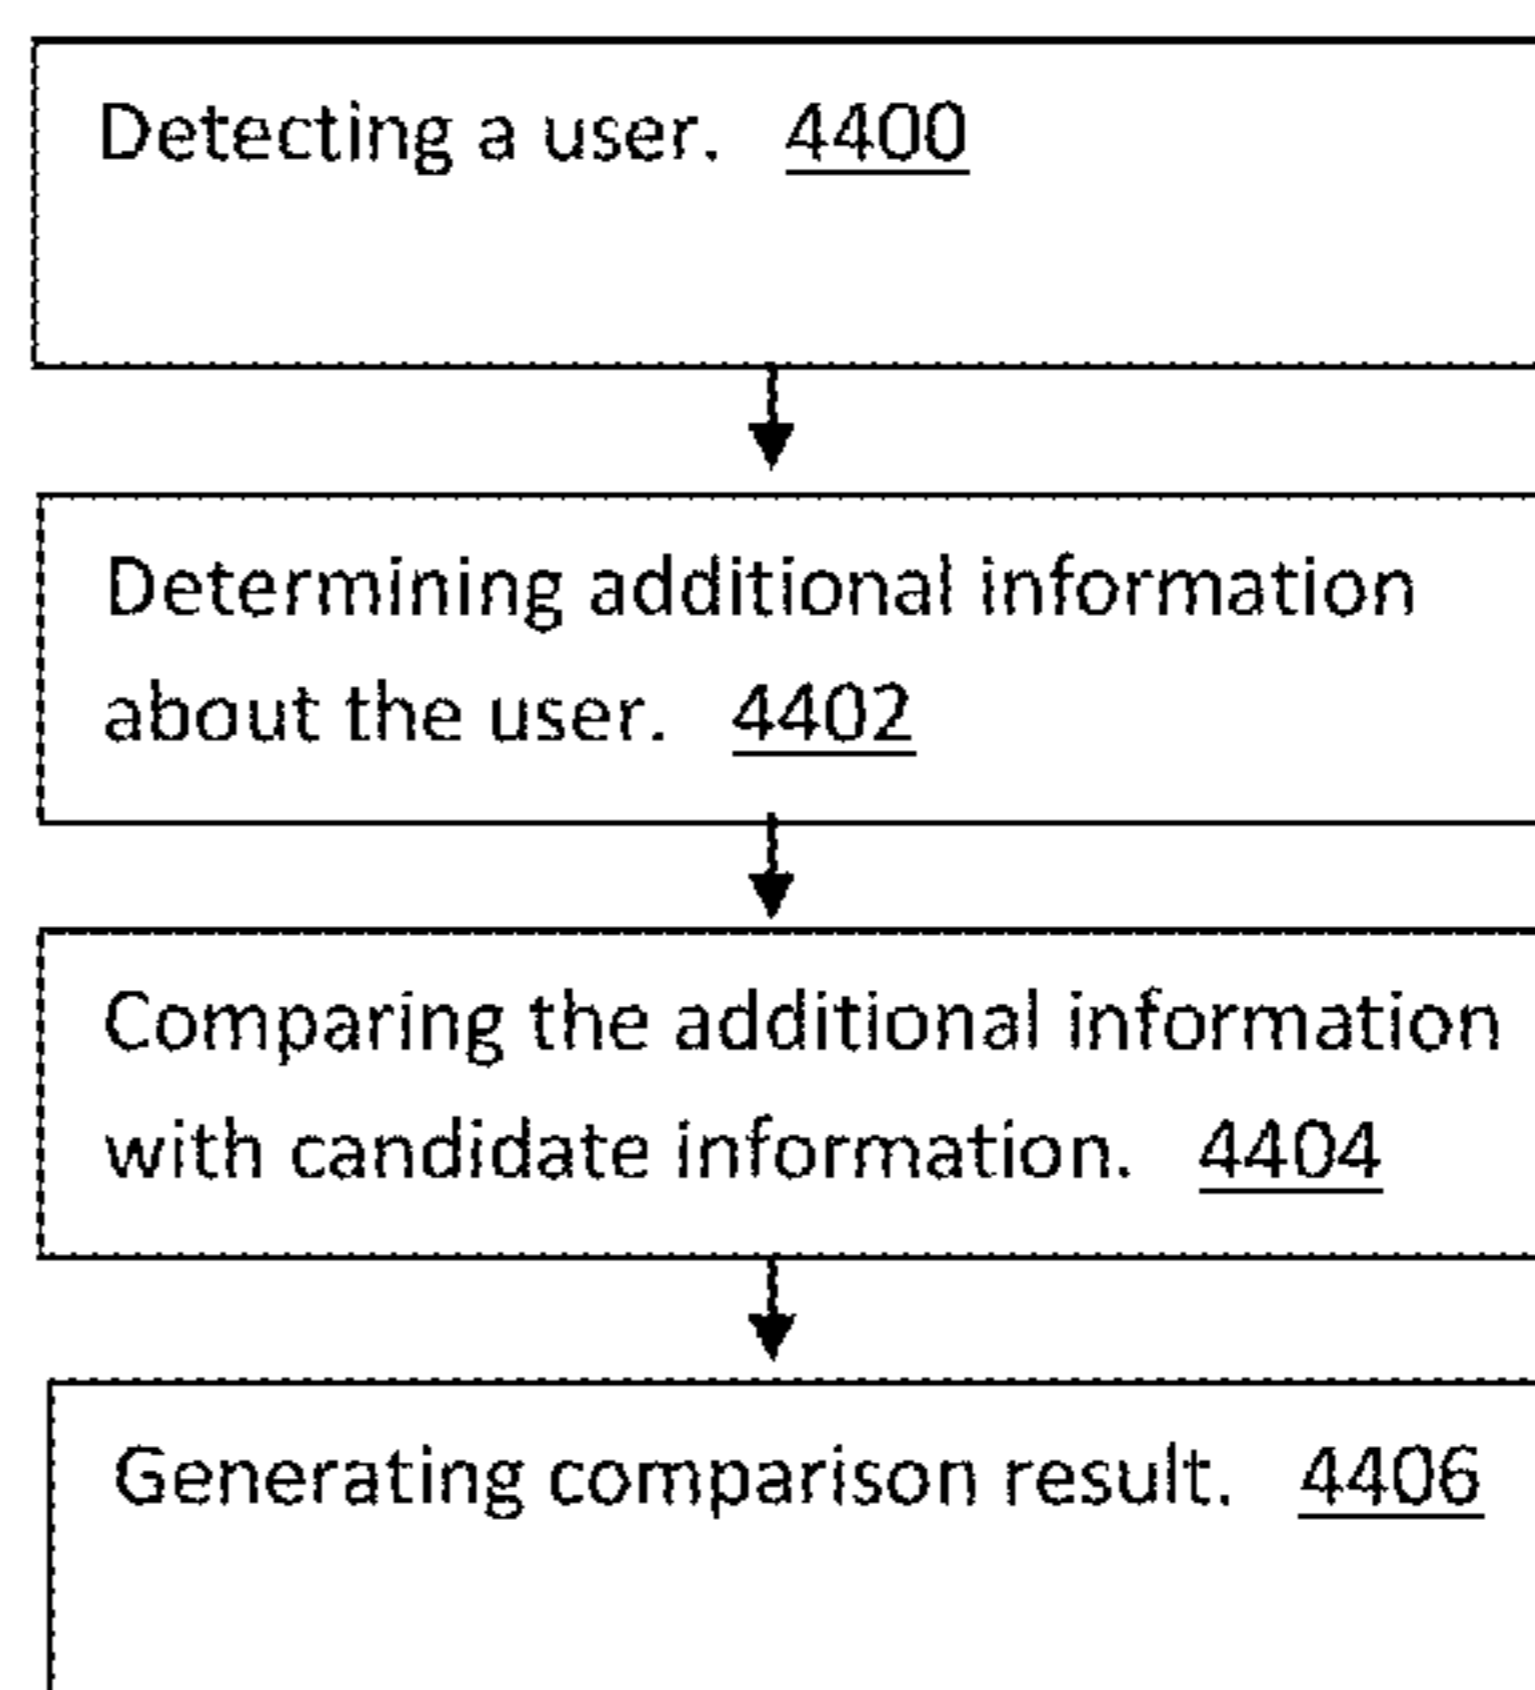 Detecting a user. 4400
Determining additional information
about the user. 4402
Comparing the additional information
with candidate information. 4404
Generating comparison result. 4406